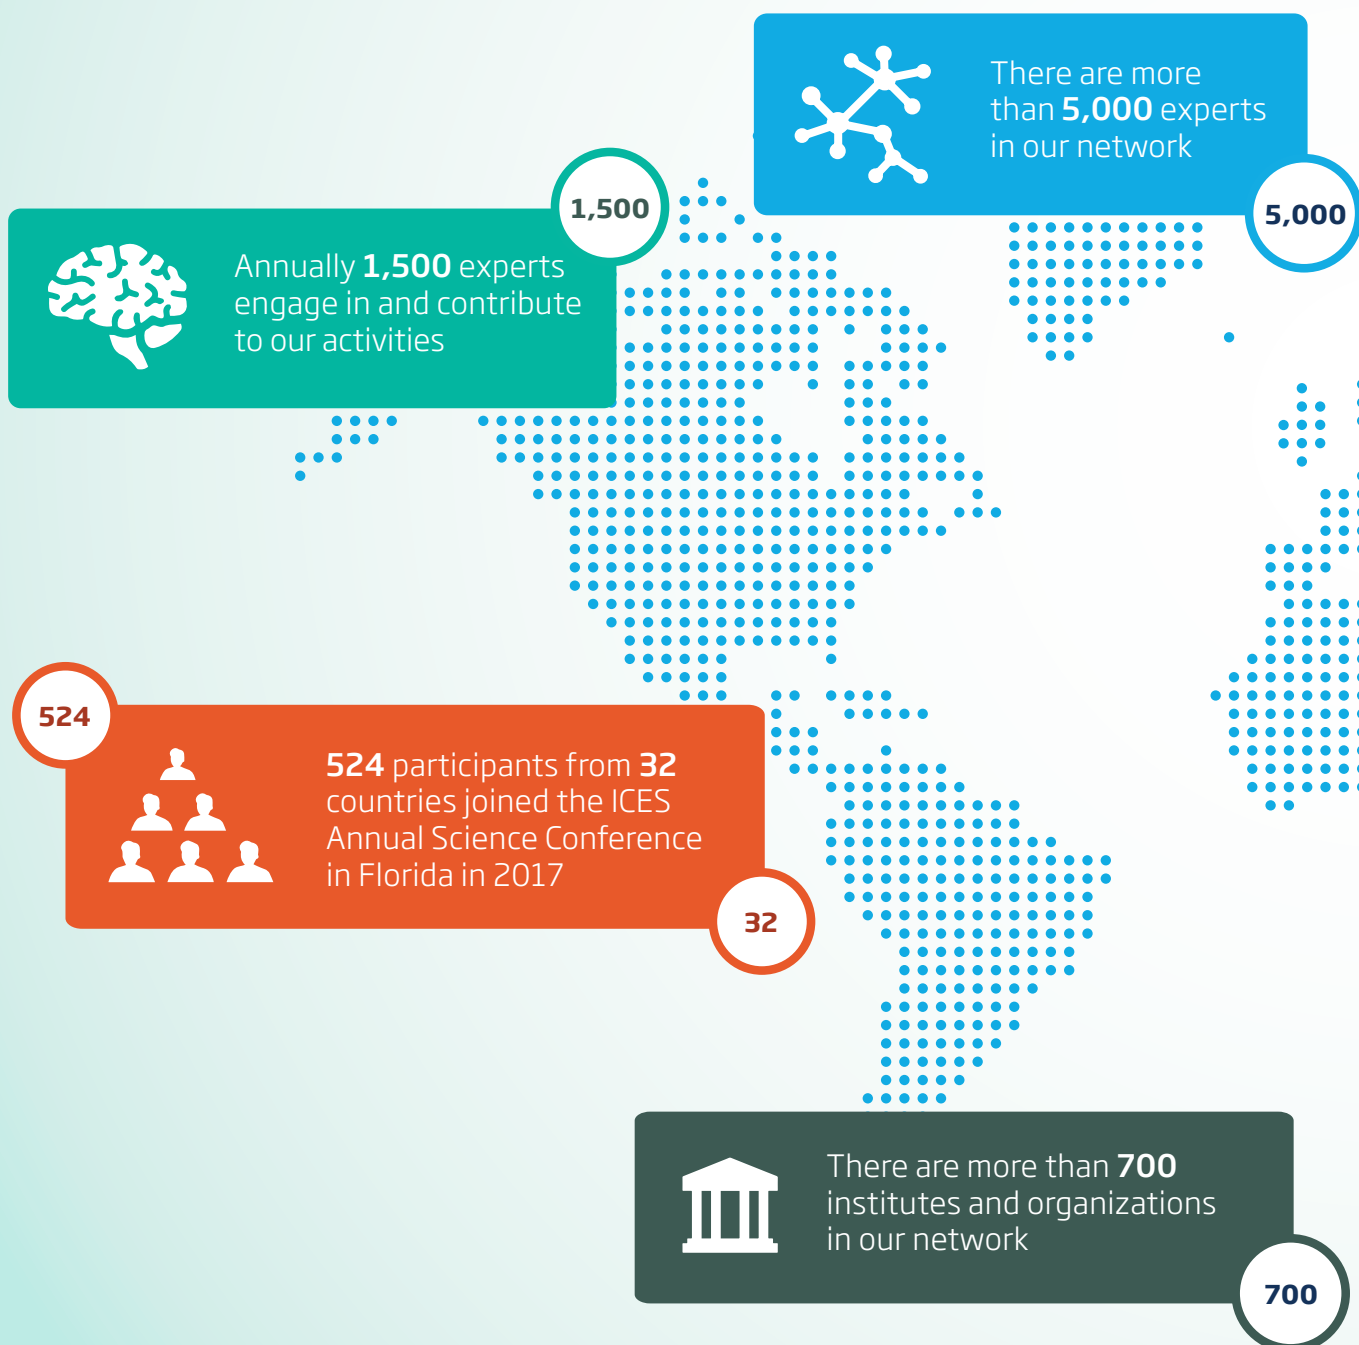 There are more
than 5,000 experts
in our network
5,000
1,500
Annually 1,500 experts
engage in and contribute
to our activities
524
524 participants from 32
countries joined the ICES
Annual Science Conference
in Florida in 2017
32
There are more than 700
institutes and organizations
in our network
700